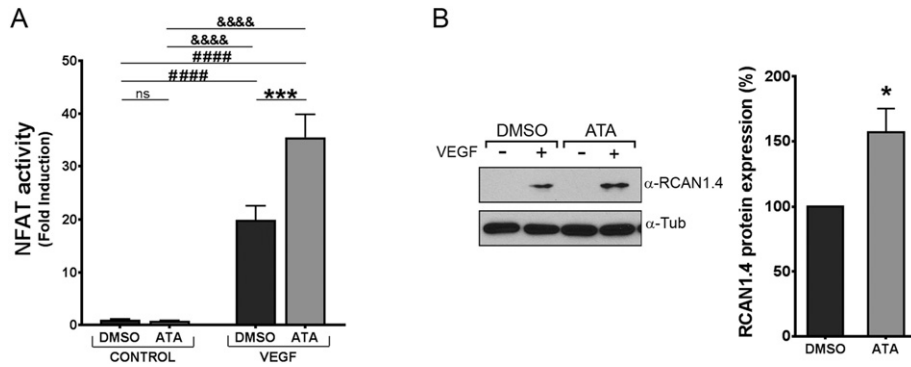 A
&&&&
&&&&
####
####
ns
***
NFAT activity
(Fold Induction)
50
40
30
20
10
0
DMSO ATA DMSO ATA
CONTROL VEGF
B
DMSO ATA
VEGF - + - +
α-RCAN1.4
α-Tub
RCAN1.4 protein expression (%)
200
150
100
50
0
*
DMSO ATA